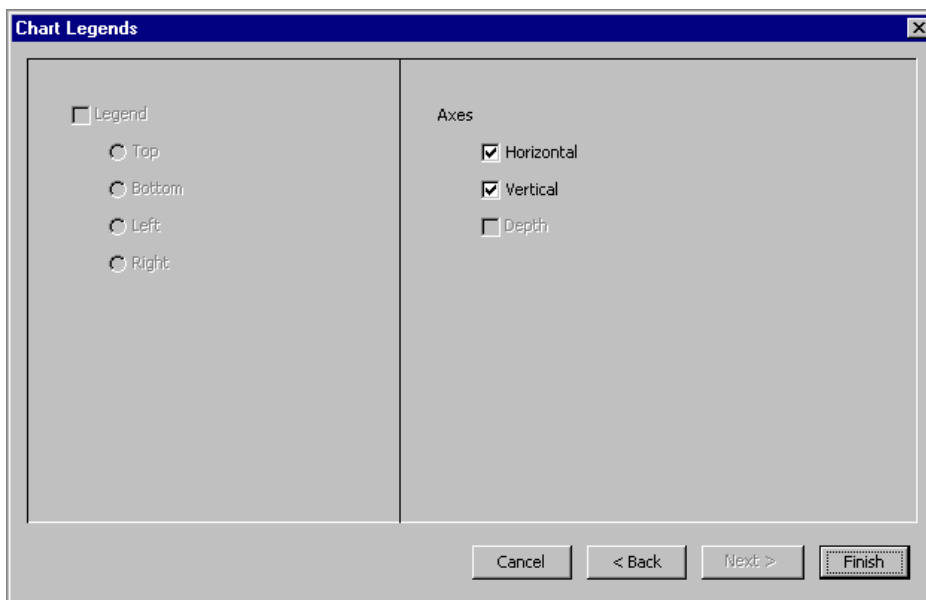 Chart Legends
Legend
Top
Bottom
Left
Right
Axes
Horizontal
Vertical
Depth
Cancel
< Back
Next >
Finish